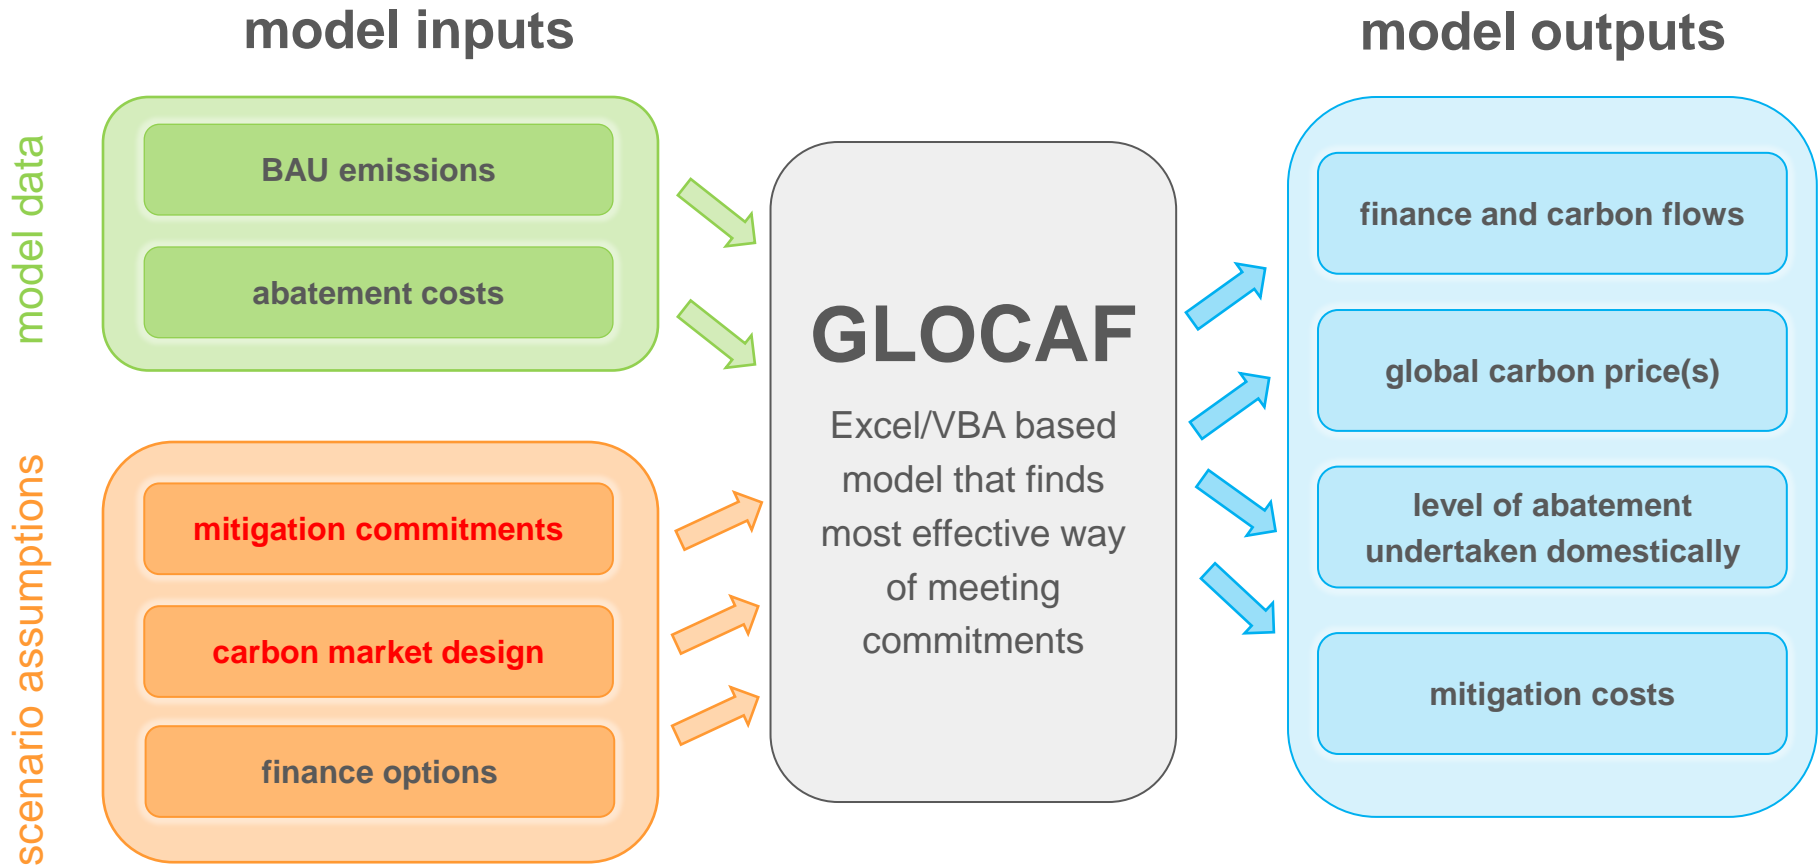 model inputs
model outputs
model data
BAU emissions
abatement costs
scenario assumptions
mitigation commitments
carbon market design
finance options
GLOCAF
Excel/VBA based
model that finds
most effective way
of meeting
commitments
finance and carbon flows
global carbon price(s)
level of abatement
undertaken domestically
mitigation costs